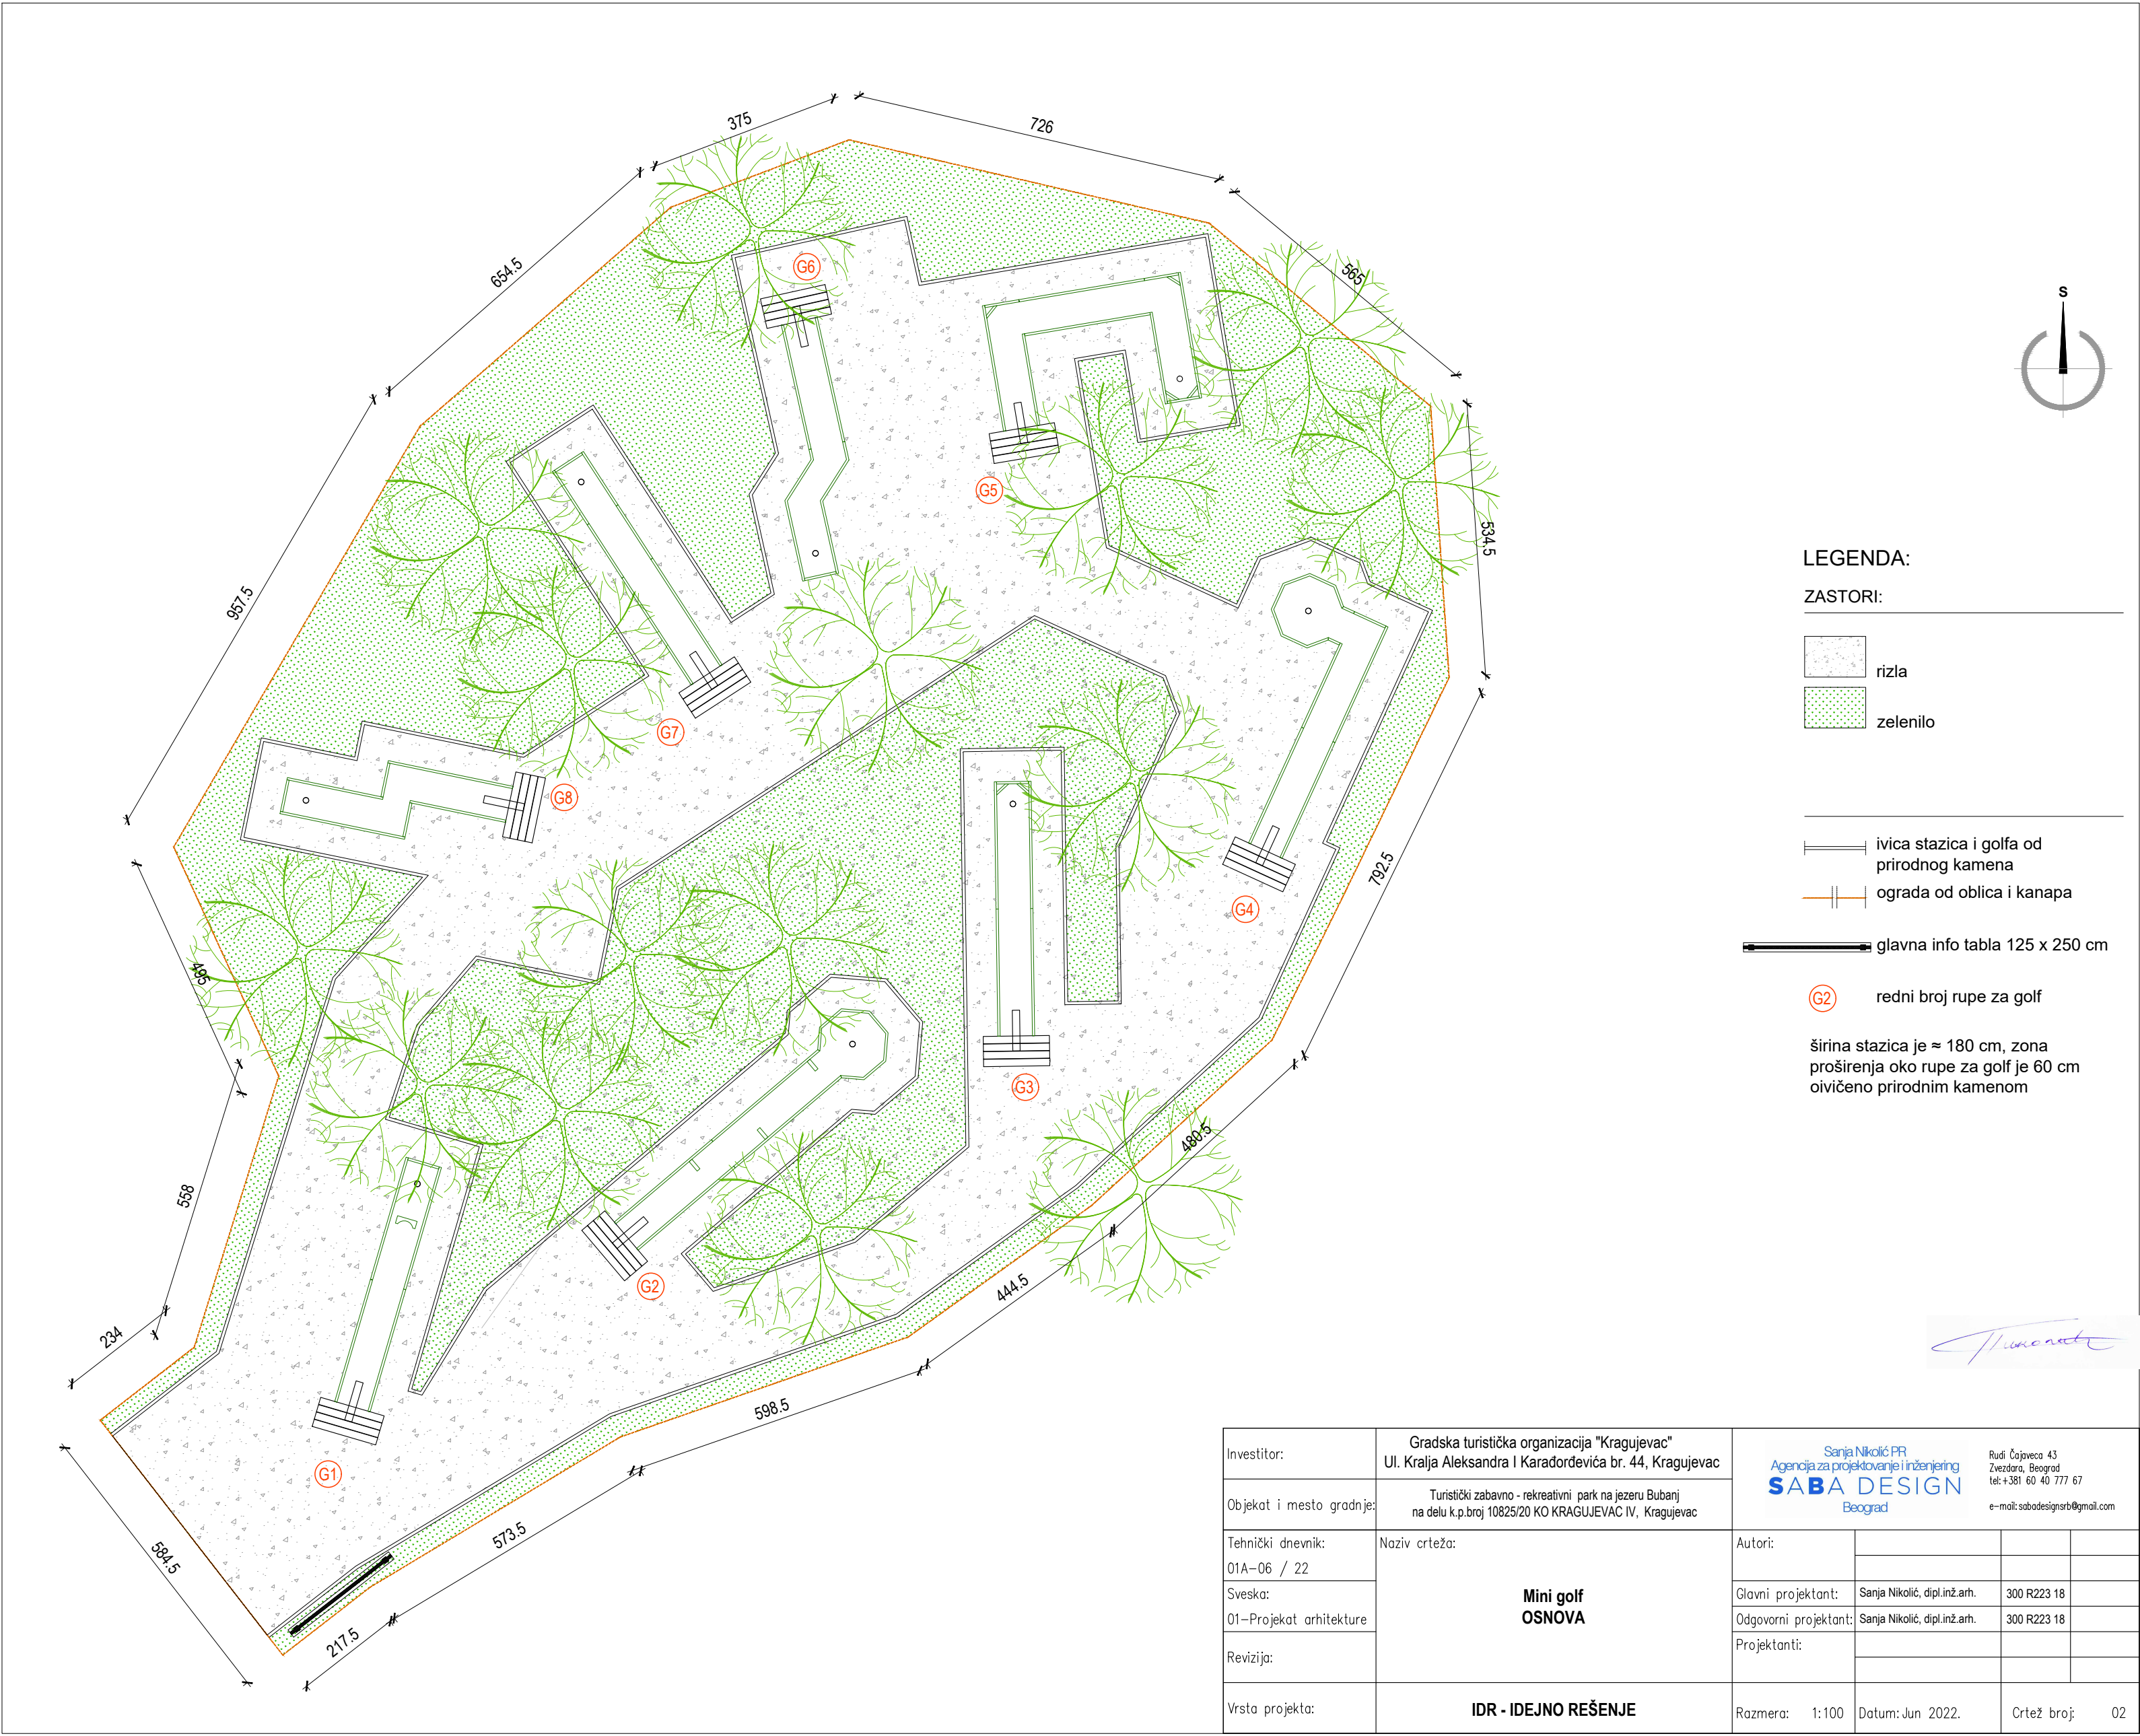 375
726
654.5
565
957.5
534.5
495
792.5
558
480.5
234
444.5
598.5
584.5
573.5
217.5
G6
G5
G7
G8
G4
G3
G2
G1
S
LEGENDA:
ZASTORI:
rizla
zelenilo
ivica stazica i golfa od
prirodnog kamena
ograda od oblica i kanapa
glavna info tabla 125 x 250 cm
G2
redni broj rupe za golf
širina stazica je ≈ 180 cm, zona
proširenja oko rupe za golf je 60 cm
oivičeno prirodnim kamenom
Investitor:
Gradska turistička organizacija "Kragujevac"
Ul. Kralja Aleksandra I Karađorđevića br. 44, Kragujevac
Objekat i mesto gradnje:
Turistički zabavno - rekreativni park na jezeru Bubanj
na delu k.p.broj 10825/20 KO KRAGUJEVAC IV, Kragujevac
Sanja Nikolić PR
Agencija za projektovanje i inženjering
SABA DESIGN
Beograd
Rudi Čajaveca 43
Zvezdara, Beograd
tel:+381 60 40 777 67
e-mail:sabadesignsrb@gmail.com
Tehnički dnevnik:
01A-06 / 22
Sveska:
01-Projekat arhitekture
Revizija:
Vrsta projekta:
Naziv crteža:
Mini golf
OSNOVA
IDR - IDEJNO REŠENJE
Autori:
Glavni projektant: Sanja Nikolić, dipl.inž.arh. 300 R223 18
Odgovorni projektant: Sanja Nikolić, dipl.inž.arh. 300 R223 18
Projektanti:
Razmera: 1:100 Datum: Jun 2022. Crtež broj: 02